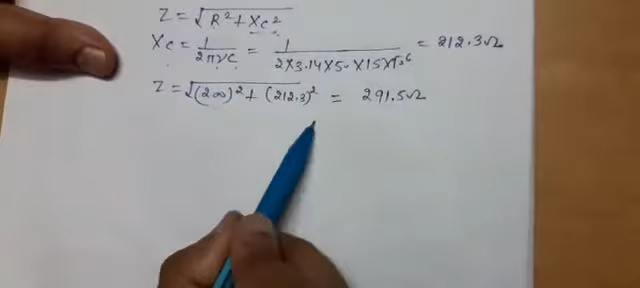 Z = √R² + Xc²
Xc = 1/2πνC = 1/2×3.14×50×15×10⁻⁶ = 212.3Ω
Z = √(200)² + (212.3)² = 291.5Ω